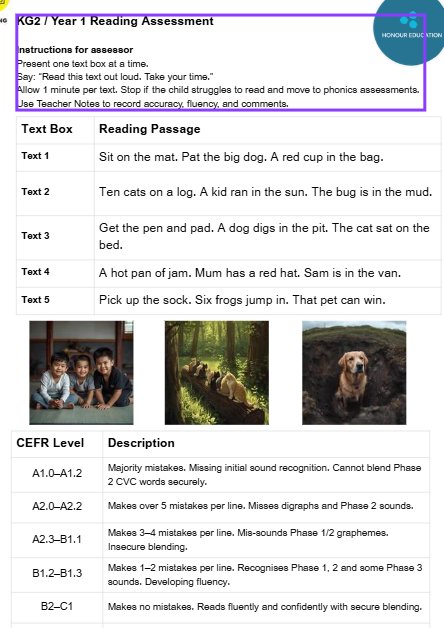 NG
KG2 / Year 1 Reading Assessment
HONOUR EDUCATION
Instructions for assessor
Present one text box at a time.
Say: "Read this text out loud. Take your time."
Allow 1 minute per text. Stop if the child struggles to read and move to phonics assessments.
Use Teacher Notes to record accuracy, fluency, and comments.
Text Box Reading Passage
Text 1 Sit on the mat. Pat the big dog. A red cup in the bag.
Text 2 Ten cats on a log. A kid ran in the sun. The bug is in the mud.
Text 3 Get the pen and pad. A dog digs in the pit. The cat sat on the
bed.
Text 4 A hot pan of jam. Mum has a red hat. Sam is in the van.
Text 5 Pick up the sock. Six frogs jump in. That pet can win.
CEFR Level Description
A1.0–A1.2 Majority mistakes. Missing initial sound recognition. Cannot blend Phase
2 CVC words securely.
A2.0–A2.2 Makes over 5 mistakes per line. Misses digraphs and Phase 2 sounds.
A2.3–B1.1 Makes 3–4 mistakes per line. Mis-sounds Phase 1/2 graphemes.
Insecure blending.
B1.2–B1.3 Makes 1–2 mistakes per line. Recognises Phase 1, 2 and some Phase 3
sounds. Developing fluency.
B2–C1 Makes no mistakes. Reads fluently and confidently with secure blending.